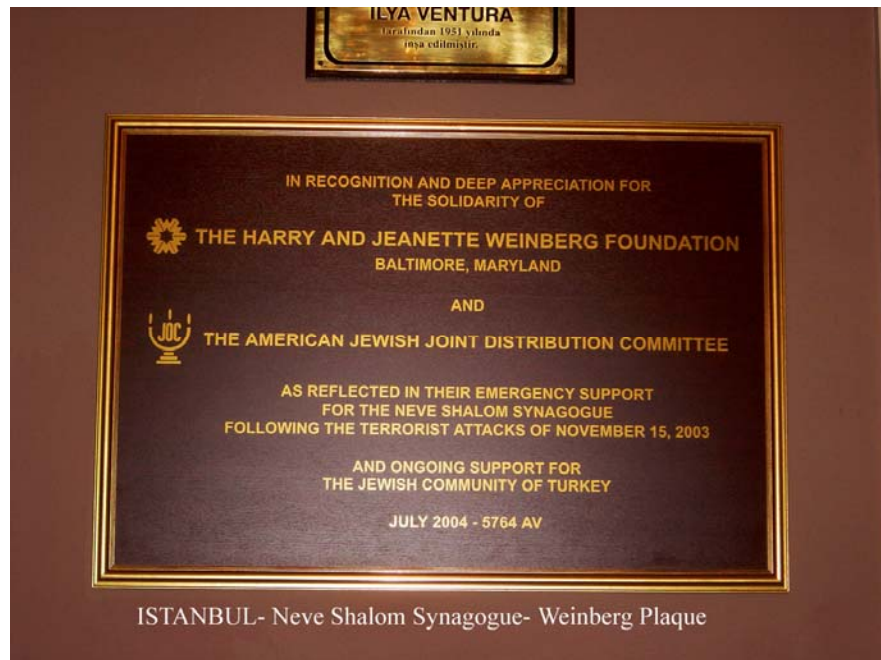 ILYA VENTURA
tarafından 1951 yılında
inşa edilmiştir.
IN RECOGNITION AND DEEP APPRECIATION FOR
THE SOLIDARITY OF
THE HARRY AND JEANETTE WEINBERG FOUNDATION
BALTIMORE, MARYLAND
AND
JDC
THE AMERICAN JEWISH JOINT DISTRIBUTION COMMITTEE
AS REFLECTED IN THEIR EMERGENCY SUPPORT
FOR THE NEVE SHALOM SYNAGOGUE
FOLLOWING THE TERRORIST ATTACKS OF NOVEMBER 15, 2003
AND ONGOING SUPPORT FOR
THE JEWISH COMMUNITY OF TURKEY
JULY 2004 - 5764 AV
ISTANBUL- Neve Shalom Synagogue- Weinberg Plaque